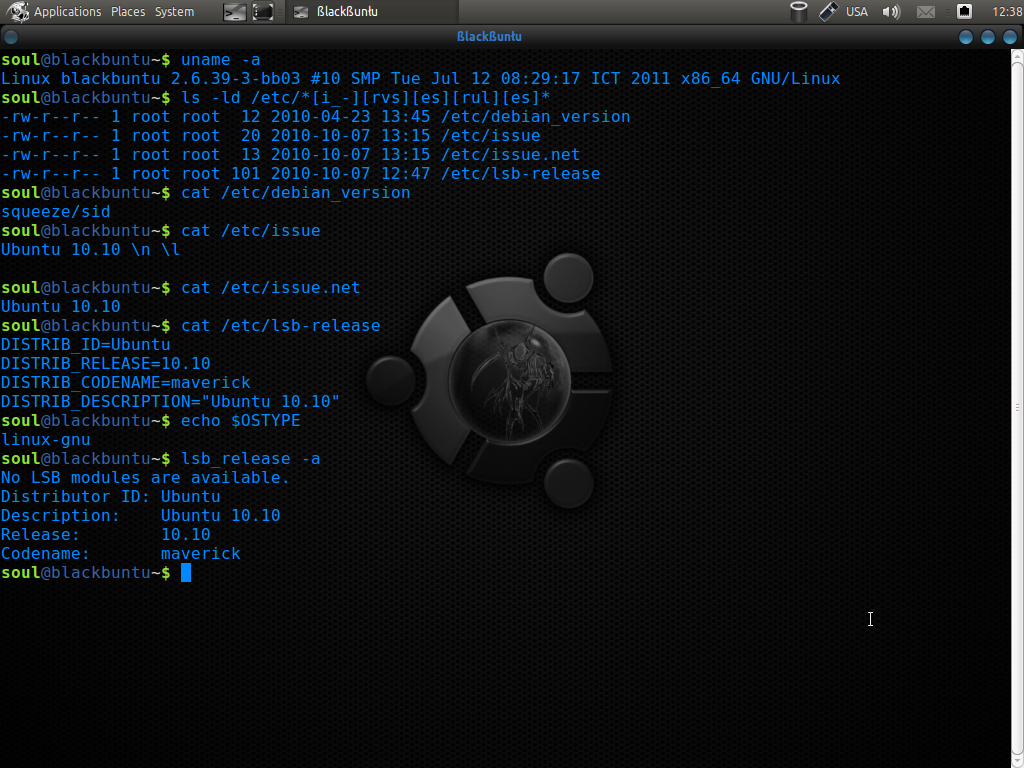 Applications Places System ßlackßuntu USA 12:38
ßlackßuntu
soul@blackbuntu~$ uname -a
Linux blackbuntu 2.6.39-3-bb03 #10 SMP Tue Jul 12 08:29:17 ICT 2011 x86_64 GNU/Linux
soul@blackbuntu~$ ls -ld /etc/*[i_-][rvs][es][rul][es]*
-rw-r--r-- 1 root root  12 2010-04-23 13:45 /etc/debian_version
-rw-r--r-- 1 root root  20 2010-10-07 13:15 /etc/issue
-rw-r--r-- 1 root root  13 2010-10-07 13:15 /etc/issue.net
-rw-r--r-- 1 root root 101 2010-10-07 12:47 /etc/lsb-release
soul@blackbuntu~$ cat /etc/debian_version
squeeze/sid
soul@blackbuntu~$ cat /etc/issue
Ubuntu 10.10 \n \l
soul@blackbuntu~$ cat /etc/issue.net
Ubuntu 10.10
soul@blackbuntu~$ cat /etc/lsb-release
DISTRIB_ID=Ubuntu
DISTRIB_RELEASE=10.10
DISTRIB_CODENAME=maverick
DISTRIB_DESCRIPTION="Ubuntu 10.10"
soul@blackbuntu~$ echo $OSTYPE
linux-gnu
soul@blackbuntu~$ lsb_release -a
No LSB modules are available.
Distributor ID: Ubuntu
Description:    Ubuntu 10.10
Release:        10.10
Codename:       maverick
soul@blackbuntu~$